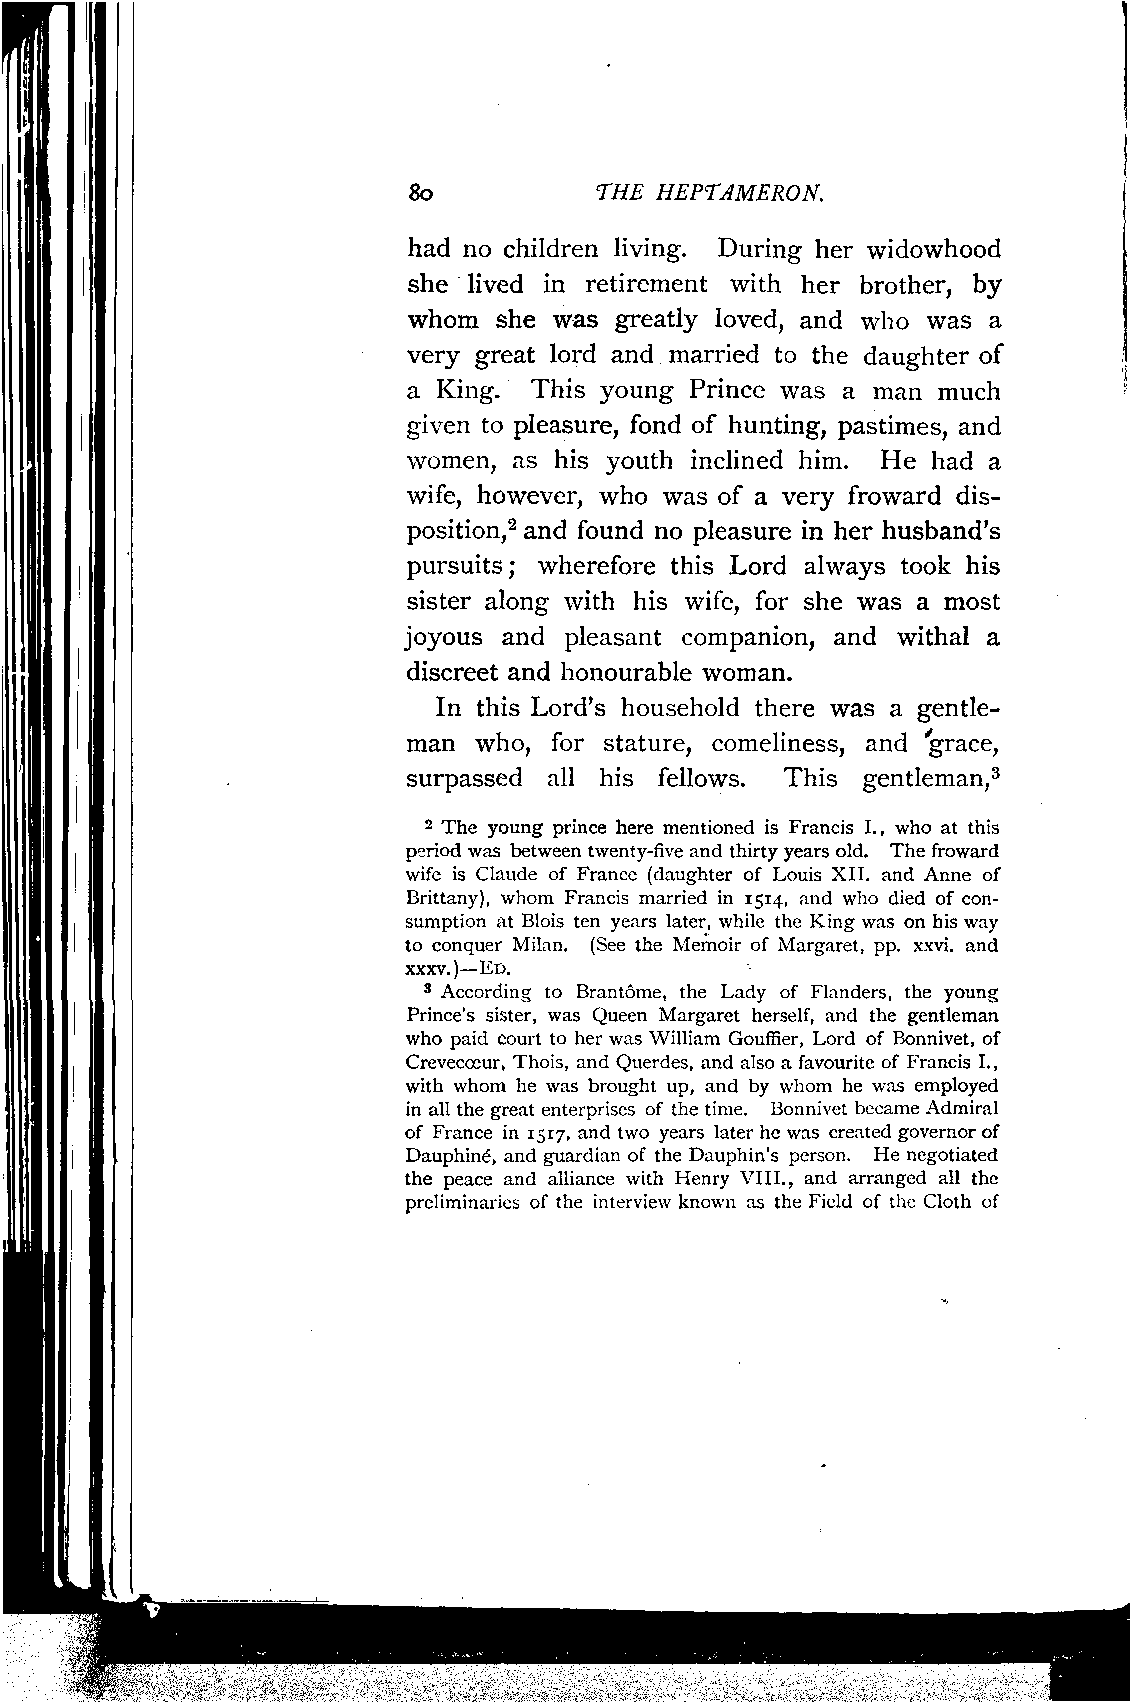 80 THE HEPTAMERON.
had no children living. During her widowhood
she lived in retirement with her brother, by
whom she was greatly loved, and who was a
very great lord and married to the daughter of
a King. This young Prince was a man much
given to pleasure, fond of hunting, pastimes, and
women, as his youth inclined him. He had a
wife, however, who was of a very froward dis-
position,² and found no pleasure in her husband's
pursuits; wherefore this Lord always took his
sister along with his wife, for she was a most
joyous and pleasant companion, and withal a
discreet and honourable woman.
In this Lord's household there was a gentle-
man who, for stature, comeliness, and grace,
surpassed all his fellows. This gentleman,³
² The young prince here mentioned is Francis I., who at this
period was between twenty-five and thirty years old. The froward
wife is Claude of France (daughter of Louis XII. and Anne of
Brittany), whom Francis married in 1514, and who died of con-
sumption at Blois ten years later, while the King was on his way
to conquer Milan. (See the Memoir of Margaret, pp. xxvi. and
xxxv.)—ED.
³ According to Brantôme, the Lady of Flanders, the young
Prince's sister, was Queen Margaret herself, and the gentleman
who paid court to her was William Gouffier, Lord of Bonnivet, of
Crevecœur, Thois, and Querdes, and also a favourite of Francis I.,
with whom he was brought up, and by whom he was employed
in all the great enterprises of the time. Bonnivet became Admiral
of France in 1517, and two years later he was created governor of
Dauphiné, and guardian of the Dauphin's person. He negotiated
the peace and alliance with Henry VIII., and arranged all the
preliminaries of the interview known as the Field of the Cloth of